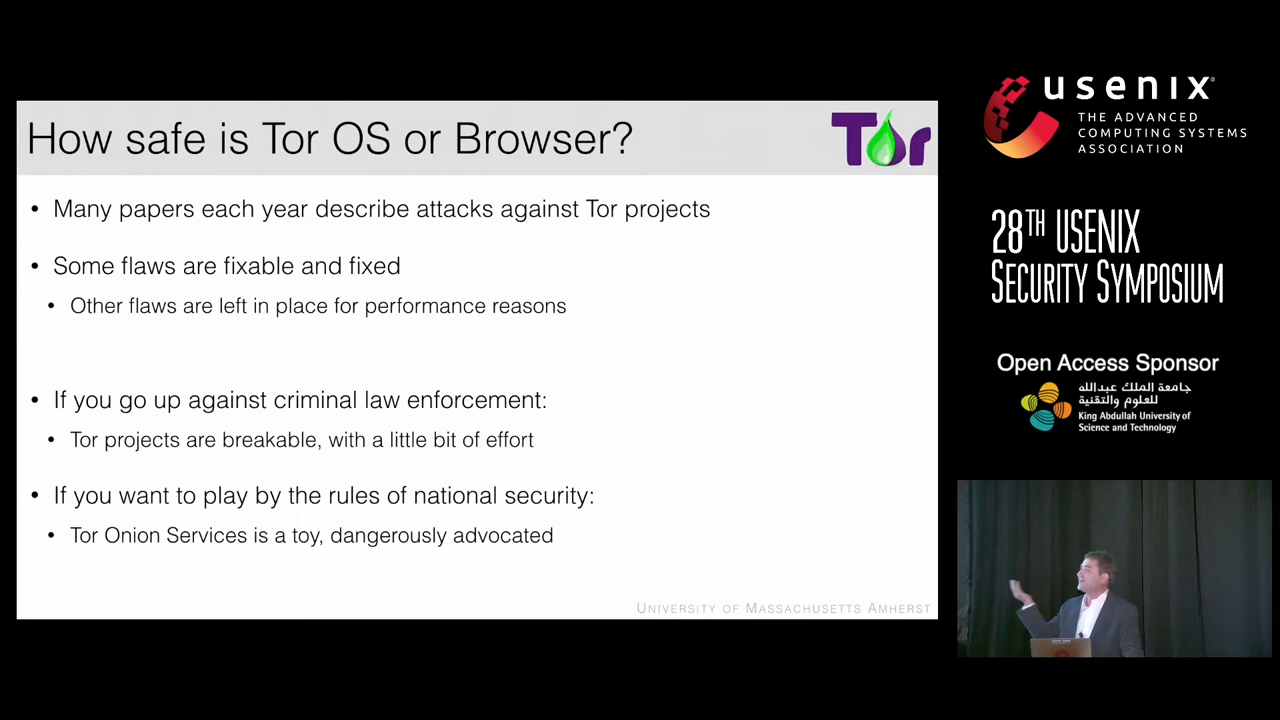 How safe is Tor OS or Browser?
Tor
• Many papers each year describe attacks against Tor projects
• Some flaws are fixable and fixed
• Other flaws are left in place for performance reasons
• If you go up against criminal law enforcement:
• Tor projects are breakable, with a little bit of effort
• If you want to play by the rules of national security:
• Tor Onion Services is a toy, dangerously advocated
UNIVERSITY OF MASSACHUSETTS AMHERST
usenix®
THE ADVANCED
COMPUTING SYSTEMS
ASSOCIATION
28TH USENIX
SECURITY SYMPOSIUM
Open Access Sponsor
جامعة الملك عبدالله
للعلوم والتقنية
King Abdullah University of
Science and Technology